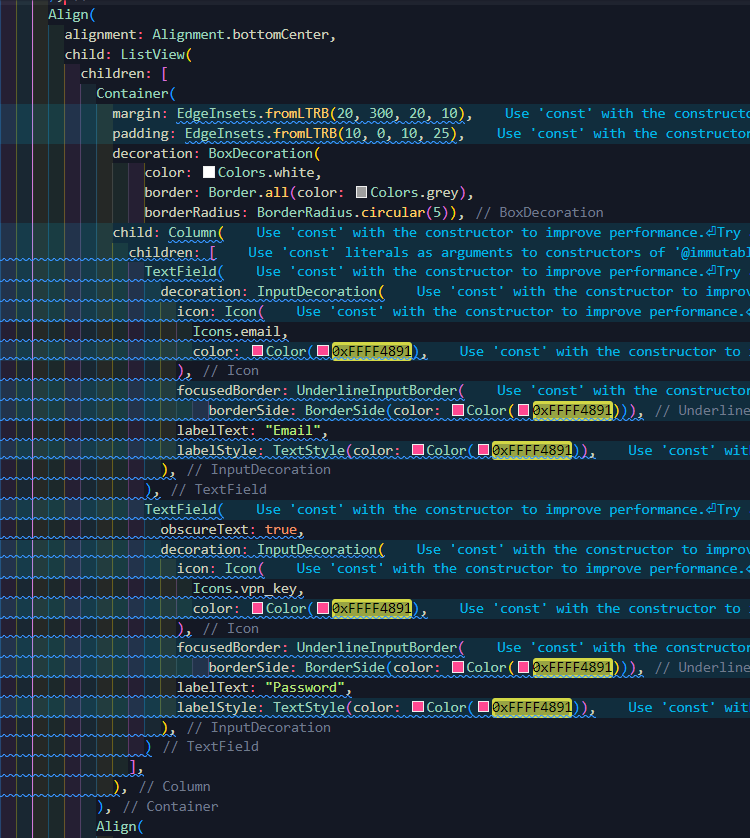 Align(
alignment: Alignment.bottomCenter,
child: ListView(
children: [
Container(
margin: EdgeInsets.fromLTRB(20, 300, 20, 10), Use 'const' with the constructo
padding: EdgeInsets.fromLTRB(10, 0, 10, 25), Use 'const' with the constructor
decoration: BoxDecoration(
color: Colors.white,
border: Border.all(color: Colors.grey),
borderRadius: BorderRadius.circular(5)), // BoxDecoration
child: Column( Use 'const' with the constructor to improve performance.⏎Try
children: [ Use 'const' literals as arguments to constructors of '@immutabl
TextField( Use 'const' with the constructor to improve performance.⏎Try
decoration: InputDecoration( Use 'const' with the constructor to improv
icon: Icon( Use 'const' with the constructor to improve performance.⏎
Icons.email,
color: Color(0xFFFF4891), Use 'const' with the constructor to
), // Icon
focusedBorder: UnderlineInputBorder( Use 'const' with the constructor
borderSide: BorderSide(color: Color(0xFFFF4891))), // Underline
labelText: "Email",
labelStyle: TextStyle(color: Color(0xFFFF4891)), Use 'const' wit
), // InputDecoration
), // TextField
TextField( Use 'const' with the constructor to improve performance.⏎Try
obscureText: true,
decoration: InputDecoration( Use 'const' with the constructor to improv
icon: Icon( Use 'const' with the constructor to improve performance.⏎
Icons.vpn_key,
color: Color(0xFFFF4891), Use 'const' with the constructor to
), // Icon
focusedBorder: UnderlineInputBorder( Use 'const' with the constructor
borderSide: BorderSide(color: Color(0xFFFF4891))), // Underline
labelText: "Password",
labelStyle: TextStyle(color: Color(0xFFFF4891)), Use 'const' wit
), // InputDecoration
) // TextField
],
), // Column
), // Container
Align(